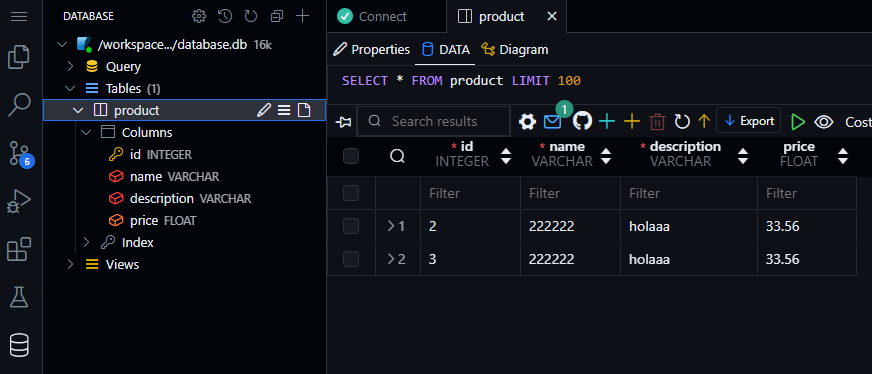 DATABASE
/workspace.../database.db 16k
Query
Tables (1)
product
Columns
id INTEGER
name VARCHAR
description VARCHAR
price FLOAT
Index
Views
6
Connect
product
Properties
DATA
Diagram
SELECT * FROM product LIMIT 100
Search results
1
Export
Cost
* id * name * description price
INTEGER VARCHAR VARCHAR FLOAT
Filter Filter Filter Filter
1 2 222222 holaaa 33.56
2 3 222222 holaaa 33.56